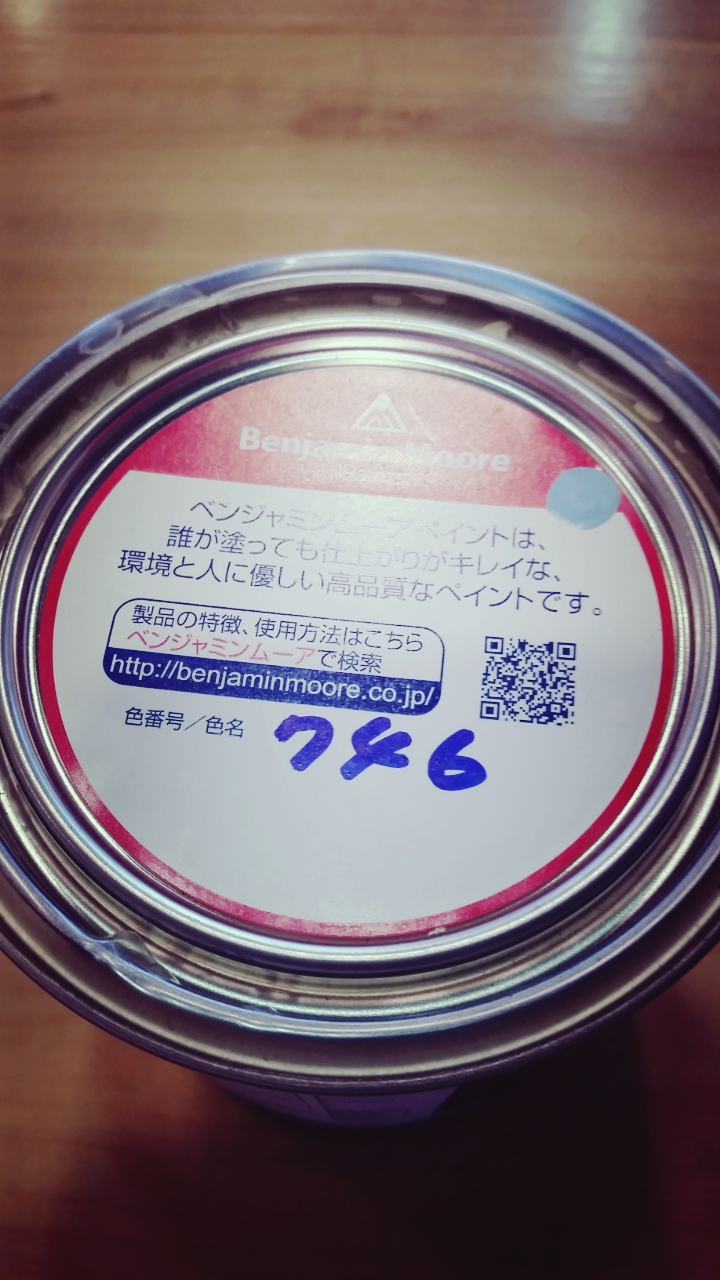 Benjamin Moore
ベンジャミンムーアペイントは、
誰が塗っても仕上がりがキレイな、
環境と人に優しい高品質なペイントです。
製品の特徴、使用方法はこちら
ベンジャミンムーアで検索
http://benjaminmoore.co.jp/
色番号／色名 746